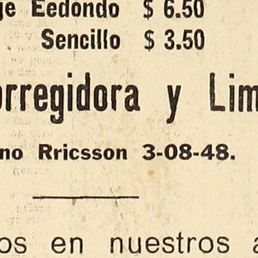 ge Eedondo $ 6.50
Sencillo $ 3.50
orregidora y Lim
no Rricsson 3-08-48.
os en nuestros a